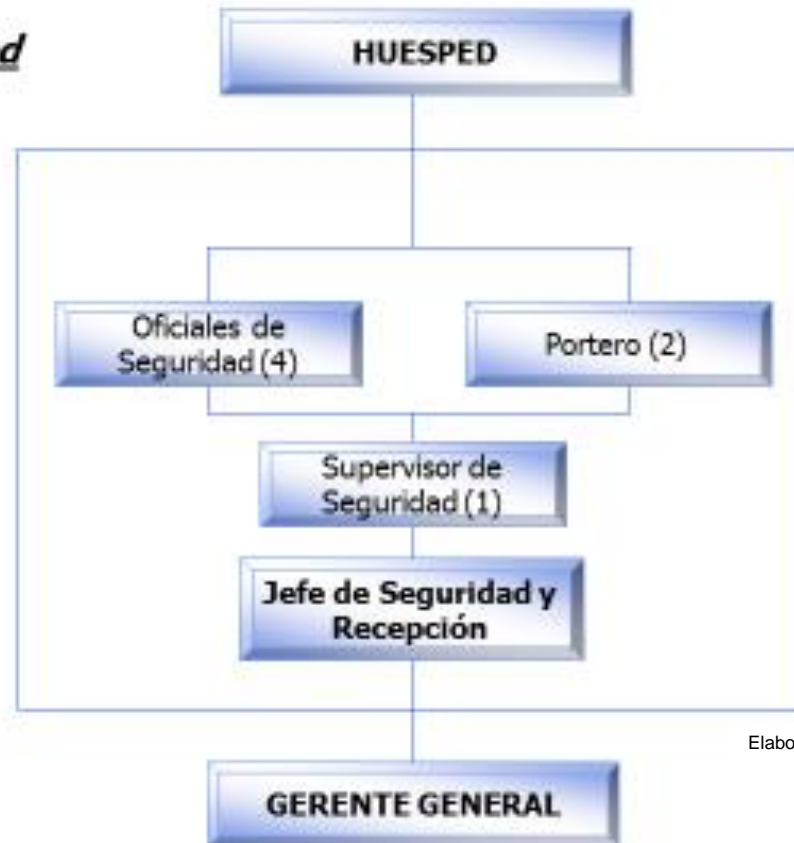 HUESPED
Oficiales de
Seguridad (4)
Portero (2)
Supervisor de
Seguridad (1)
Jefe de Seguridad y
Recepción
GERENTE GENERAL